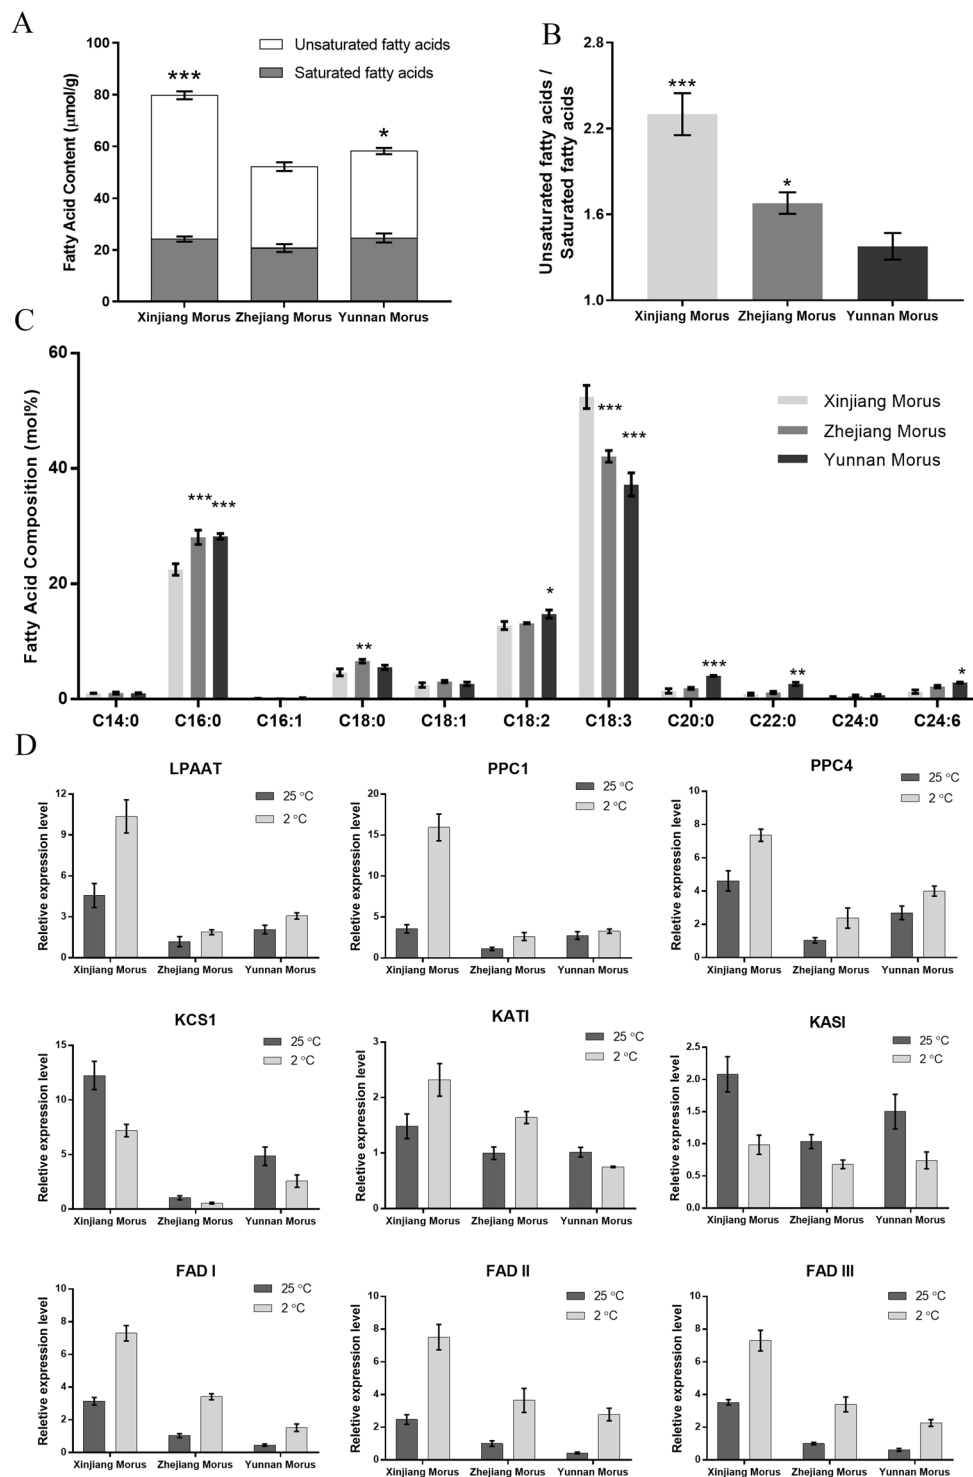 A
Fatty Acid Content (μmol/g)
100
80
60
40
20
0
Unsaturated fatty acids
Saturated fatty acids
***
*
Xinjiang Morus Zhejiang Morus Yunnan Morus
B
Unsaturated fatty acids /
Saturated fatty acids
2.8
2.2
1.6
1.0
***
*
Xinjiang Morus Zhejiang Morus Yunnan Morus
C
Fatty Acid Composition (mol%)
60
40
20
0
Xinjiang Morus
Zhejiang Morus
Yunnan Morus
*** ***
**
*
*** ***
***
**
*
C14:0 C16:0 C16:1 C18:0 C18:1 C18:2 C18:3 C20:0 C22:0 C24:0 C24:6
D
LPAAT
Reletive expression level
12
9
6
3
0
25 °C
2 °C
Xinjiang Morus Zhejiang Morus Yunnan Morus
PPC1
Reletive expression level
20
15
10
5
0
25 °C
2 °C
Xinjiang Morus Zhejiang Morus Yunnan Morus
PPC4
Reletive expression level
10
8
6
4
2
0
25 °C
2 °C
Xinjiang Morus Zhejiang Morus Yunnan Morus
KCS1
Reletive expression level
15
10
5
0
25 °C
2 °C
Xinjiang Morus Zhejiang Morus Yunnan Morus
KATI
Reletive expression level
3
2
1
0
25 °C
2 °C
Xinjiang Morus Zhejiang Morus Yunnan Morus
KASI
Reletive expression level
2.5
2.0
1.5
1.0
0.5
0.0
25 °C
2 °C
Xinjiang Morus Zhejiang Morus Yunnan Morus
FAD I
Reletive expression level
10
8
6
4
2
0
25 °C
2 °C
Xinjiang Morus Zhejiang Morus Yunnan Morus
FAD II
Reletive expression level
10
8
6
4
2
0
25 °C
2 °C
Xinjiang Morus Zhejiang Morus Yunnan Morus
FAD III
Reletive expression level
10
8
6
4
2
0
25 °C
2 °C
Xinjiang Morus Zhejiang Morus Yunnan Morus